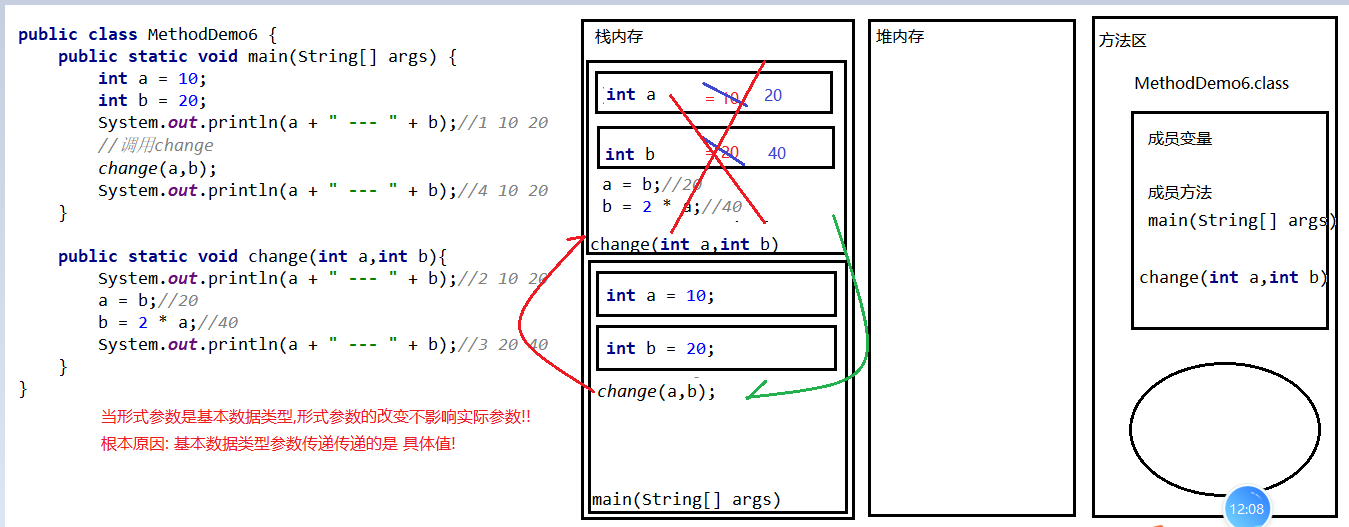 public class MethodDemo6 {
public static void main(String[] args) {
int a = 10;
int b = 20;
System.out.println(a + " --- " + b);//1 10 20
//调用change
change(a,b);
System.out.println(a + " --- " + b);//4 10 20
}
public static void change(int a,int b){
System.out.println(a + " --- " + b);//2 10 20
a = b;//20
b = 2 * a;//40
System.out.println(a + " --- " + b);//3 20 40
}
}
当形式参数是基本数据类型,形式参数的改变不影响实际参数!!
根本原因: 基本数据类型参数传递传递的是 具体值!
栈内存
int a = 10 20
int b = 20 40
a = b;//20
b = 2 * a;//40
change(int a,int b)
int a = 10;
int b = 20;
change(a,b);
main(String[] args)
堆内存
方法区
MethodDemo6.class
成员变量
成员方法
main(String[] args)
change(int a,int b)
12:08